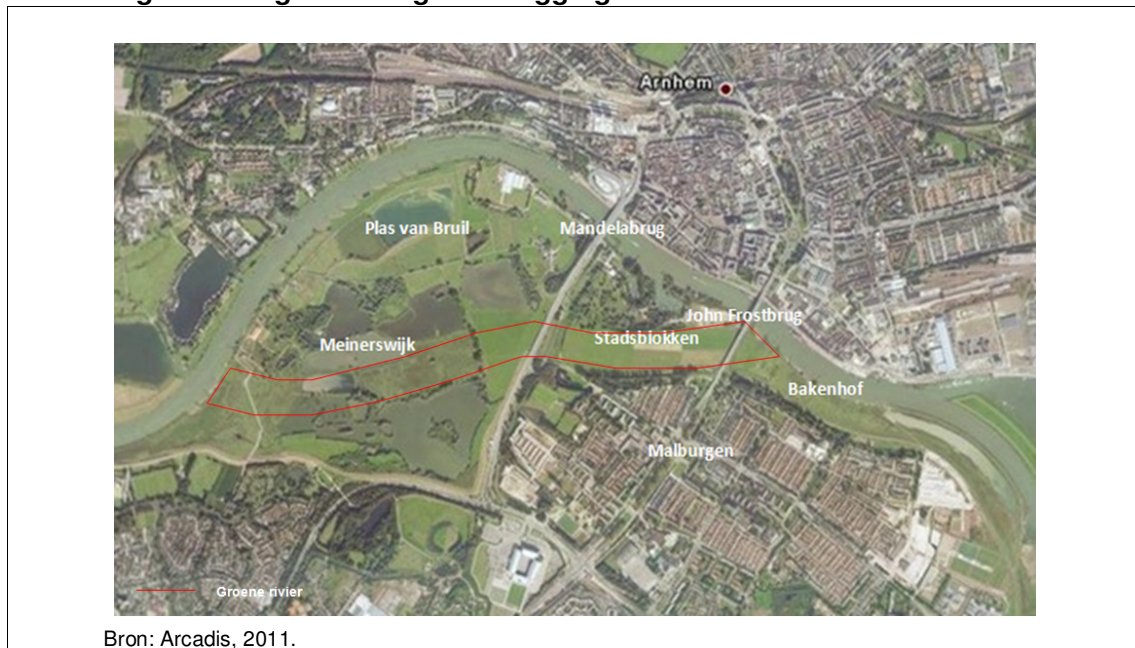 Arnhem
Plas van Bruil
Mandelabrug
John Frostbrug
Stadsblokken
Meinerswijk
Bakenhof
Malburgen
Groene rivier
Bron: Arcadis, 2011.